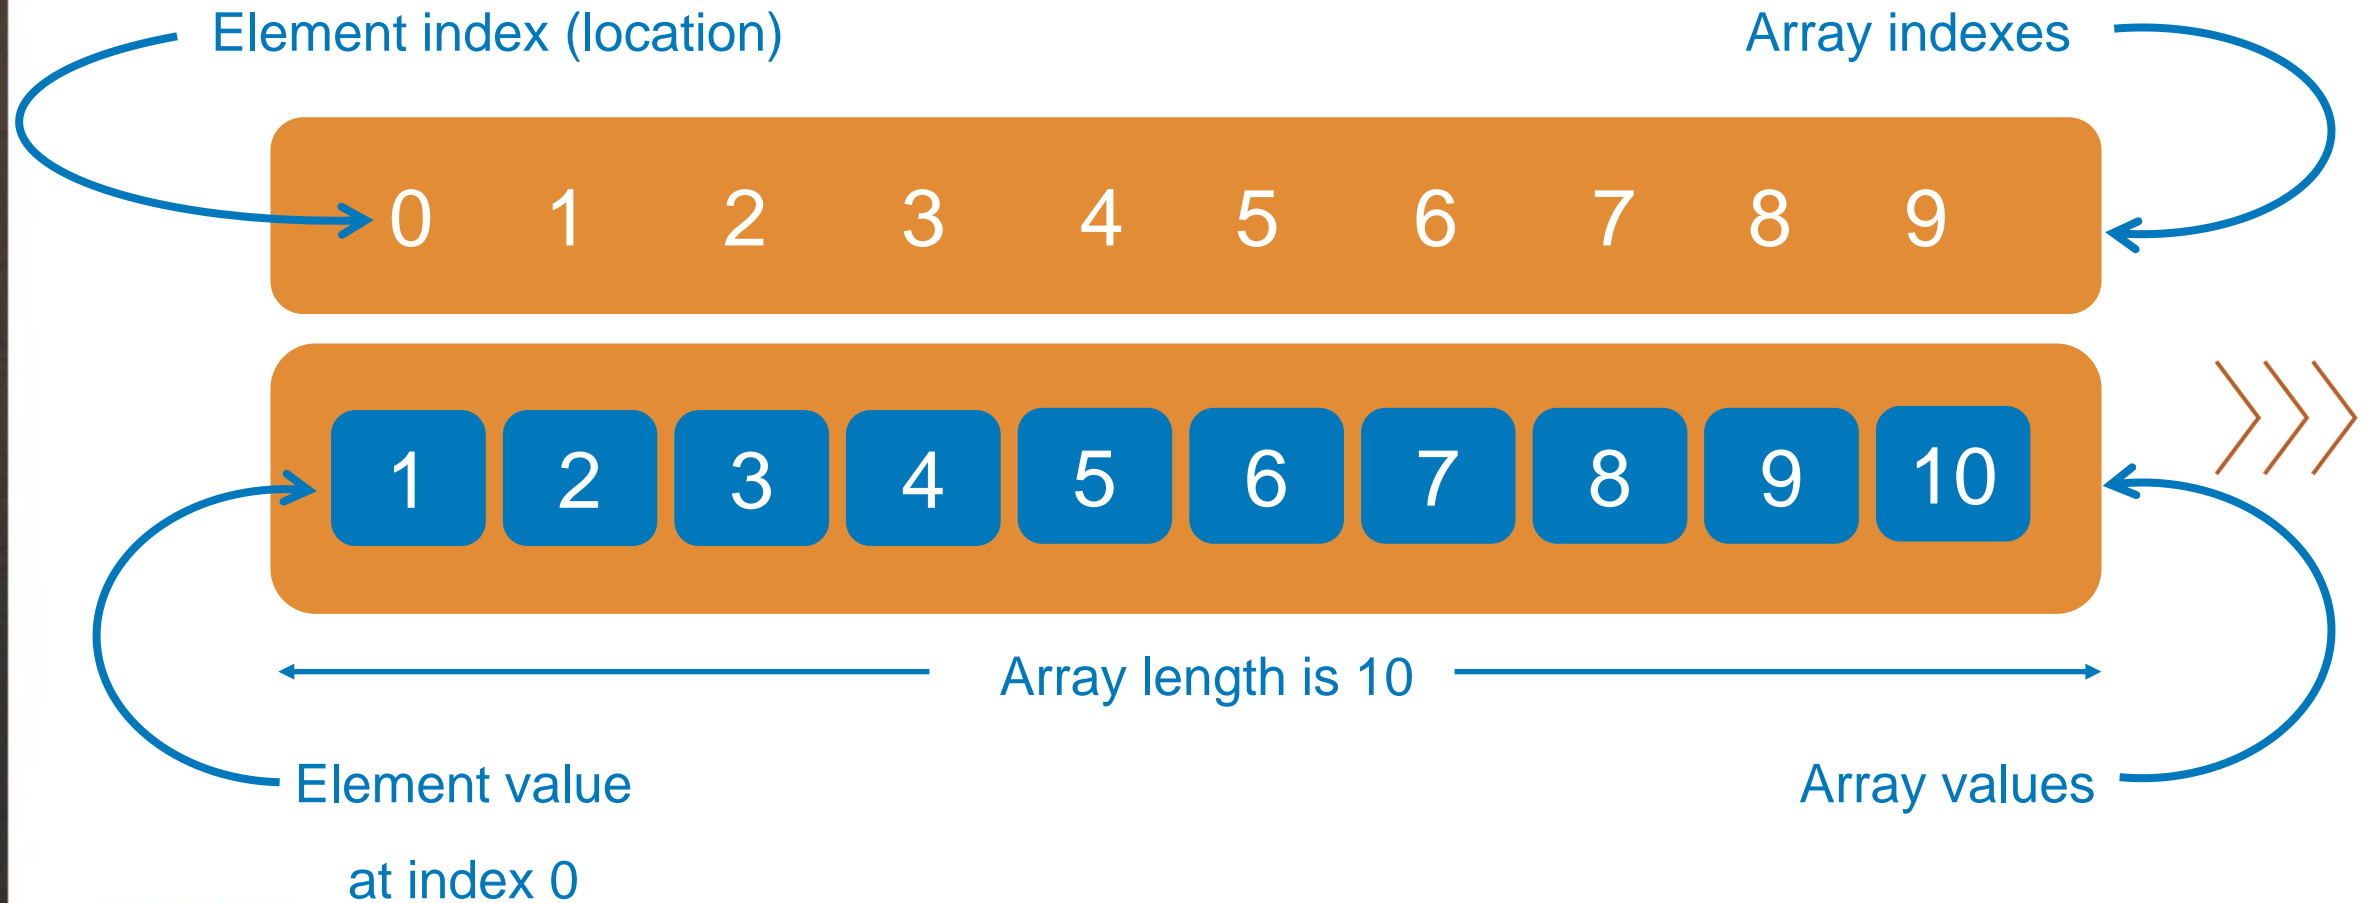 Element index (location)
Array indexes
0 1 2 3 4 5 6 7 8 9
1 2 3 4 5 6 7 8 9 10
Array length is 10
Element value
at index 0
Array values